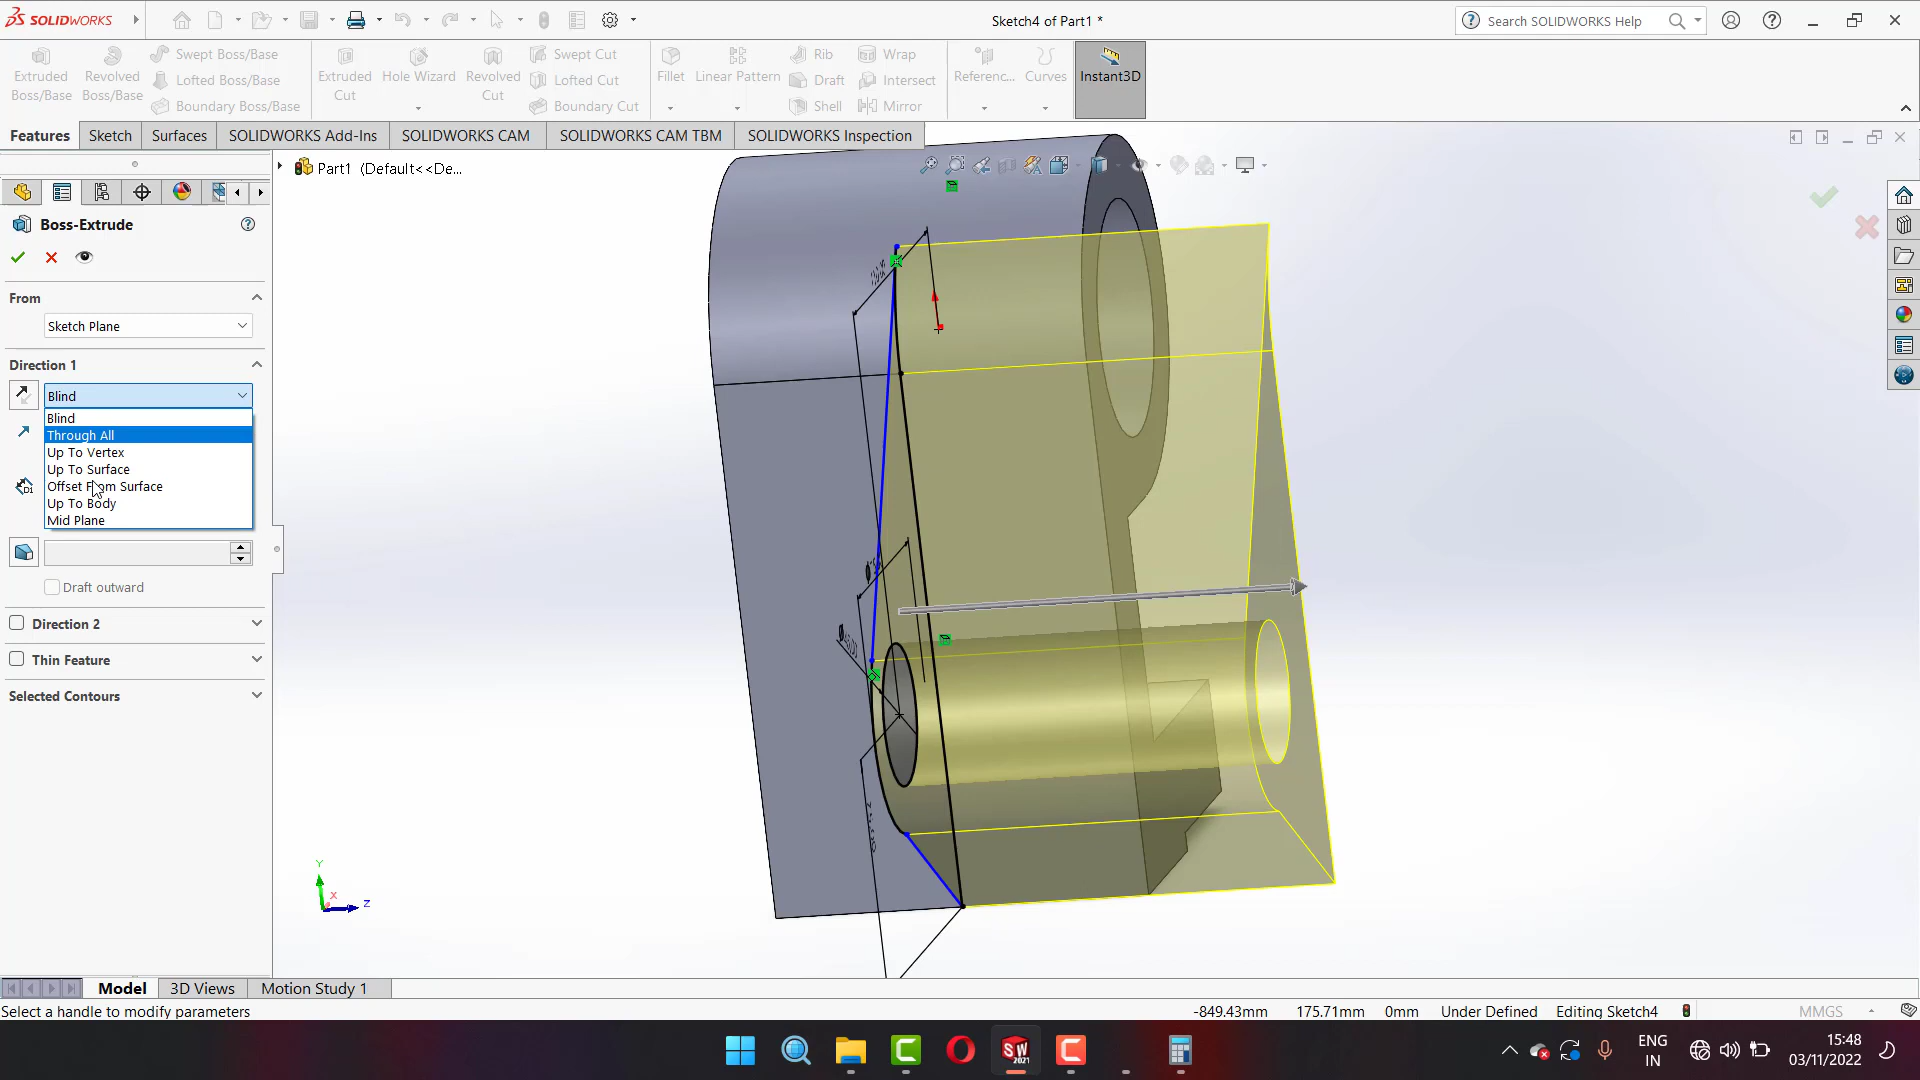 SOLIDWORKS
Sketch4 of Part1 *
Search SOLIDWORKS Help
Extruded Boss/Base
Revolved Boss/Base
Swept Boss/Base
Lofted Boss/Base
Boundary Boss/Base
Extruded Cut
Hole Wizard
Revolved Cut
Swept Cut
Lofted Cut
Boundary Cut
Fillet
Linear Pattern
Rib
Draft
Shell
Wrap
Intersect
Mirror
Referenc...
Curves
Instant3D
Features
Sketch
Surfaces
SOLIDWORKS Add-Ins
SOLIDWORKS CAM
SOLIDWORKS CAM TBM
SOLIDWORKS Inspection
Part1 (Default<<De...
Boss-Extrude
From
Sketch Plane
Direction 1
Blind
Blind
Through All
Up To Vertex
Up To Surface
Offset From Surface
Up To Body
Mid Plane
Draft outward
Direction 2
Thin Feature
Selected Contours
Y
X
Z
Model
3D Views
Motion Study 1
Select a handle to modify parameters
-849.43mm
175.71mm
0mm
Under Defined
Editing Sketch4
MMGS
SW
2021
ENG
IN
15:48
03/11/2022